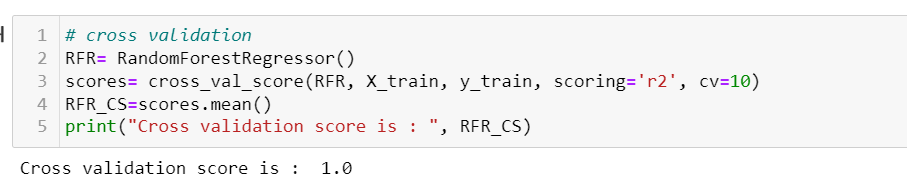 1 # cross validation
2 RFR= RandomForestRegressor()
3 scores= cross_val_score(RFR, X_train, y_train, scoring='r2', cv=10)
4 RFR_CS=scores.mean()
5 print("Cross validation score is : ", RFR_CS)
Cross validation score is :  1.0